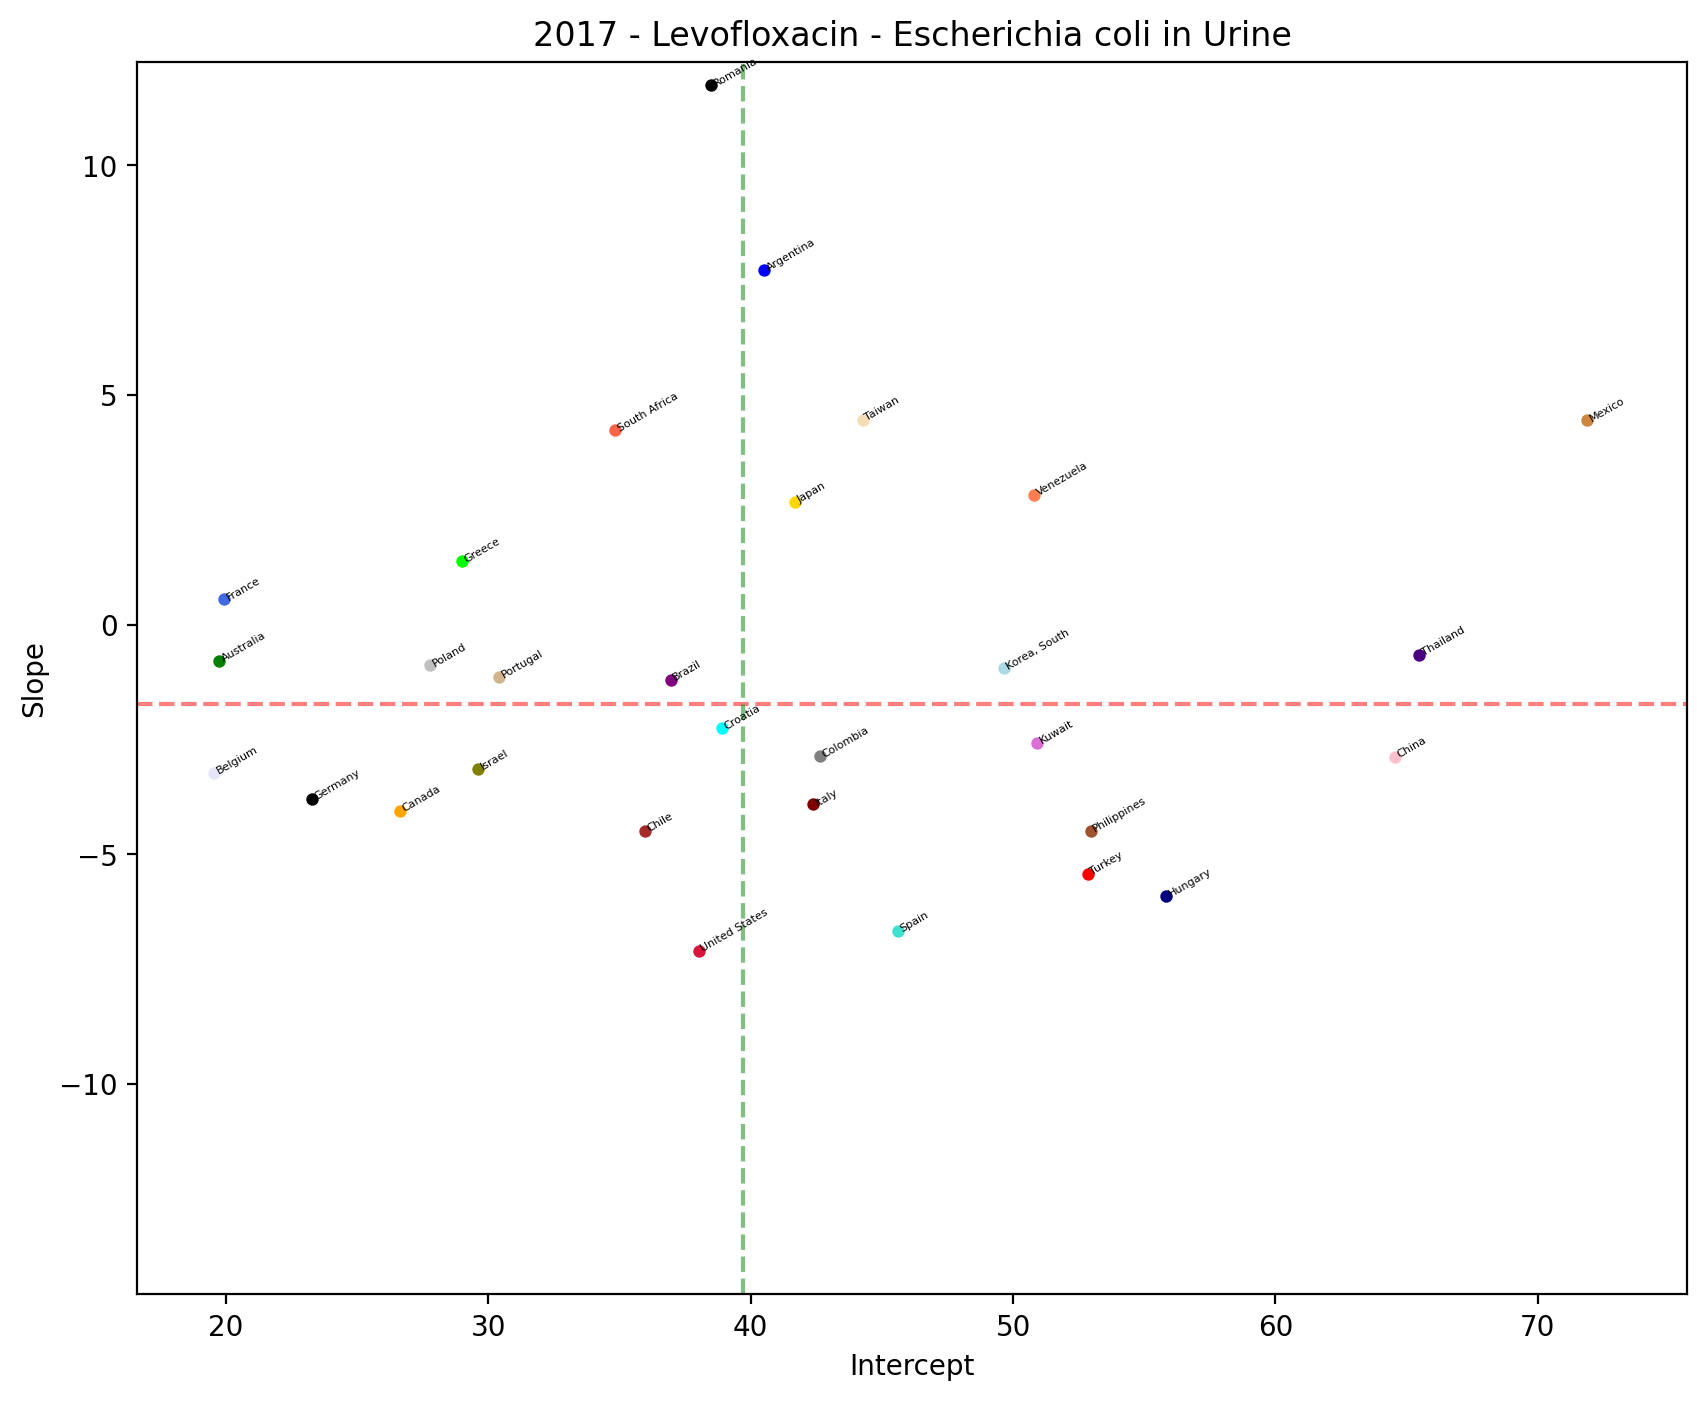 2017 - Levofloxacin - Escherichia coli in Urine
Romania
10
Argentina
5
South Africa
Taiwan
Mexico
Venezuela
Japan
Greece
France
0
Australia
Poland
Portugal
Brazil
Korea, South
Thailand
Slope
Croatia
Colombia
Kuwait
China
Belgium
Germany
Canada
Israel
Chile
Italy
Philippines
−5
Turkey
Hungary
United States
Spain
−10
20
30
40
50
60
70
Intercept